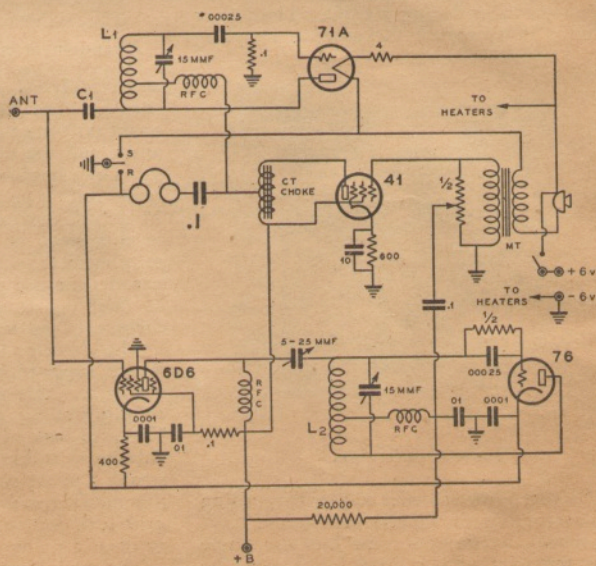 L1
.00025
71A
15 MMF
.1
4
RFC
ANT
C1
TO
HEATERS
S
R
CT
CHOKE
41
1/2
.1
10
600
MT
+6v
TO
HEATERS
-6v
.1
5-25 MMF
1/2
6D6
00025
76
RFC
15 MMF
0001
01
.1
400
L2
RFC
01
0001
20,000
+B